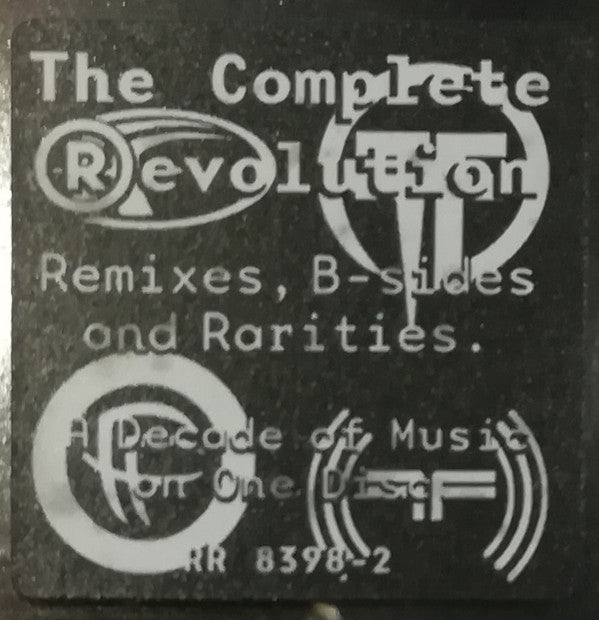 The Complete
Revolution
Remixes, B-sides
and Rarities.
A Decade of Music
on One Disc
RR 8398-2